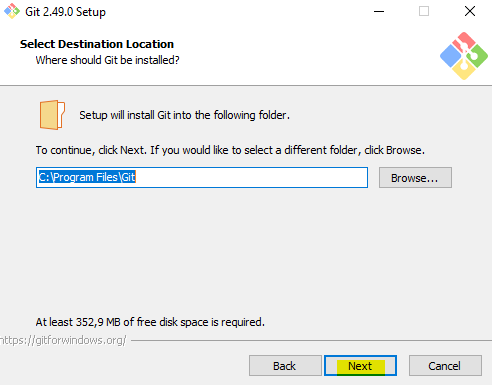 Git 2.49.0 Setup
Select Destination Location
Where should Git be installed?
Setup will install Git into the following folder.
To continue, click Next. If you would like to select a different folder, click Browse.
C:\Program Files\Git
Browse...
At least 352,9 MB of free disk space is required.
https://gitforwindows.org/
Back
Next
Cancel